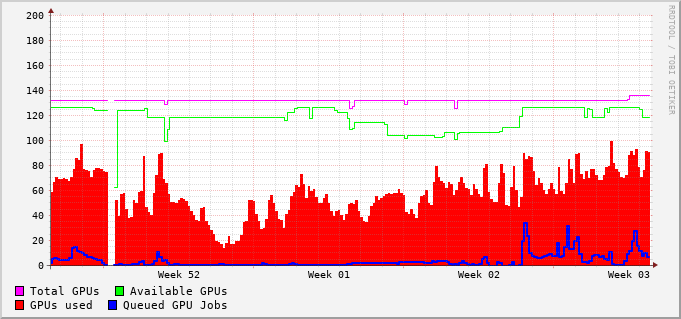 RRDTOOL / TOBI OETIKER
200
180
160
140
120
100
80
60
40
20
0
Week 52 Week 01 Week 02 Week 03
Total GPUs Available GPUs
GPUs used Queued GPU Jobs